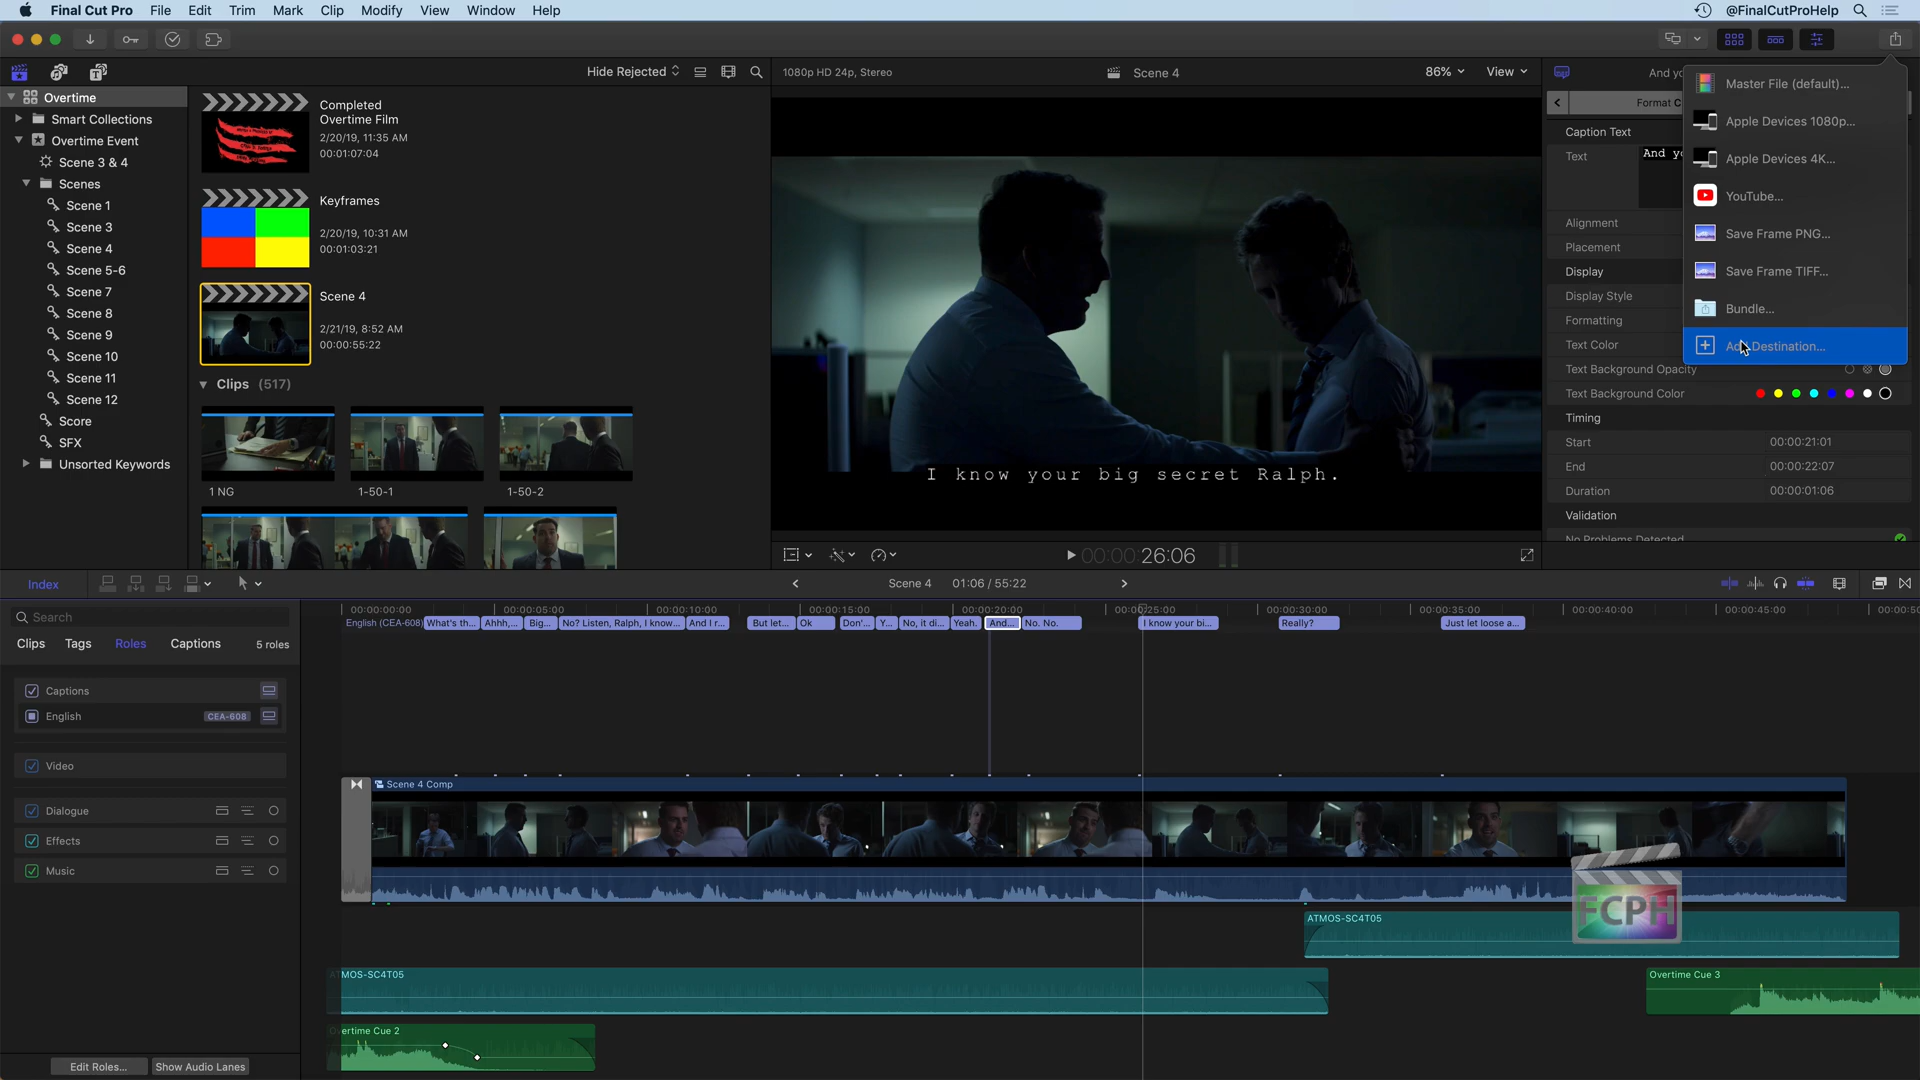 Final Cut Pro File Edit Trim Mark Clip Modify View Window Help
@FinalCutProHelp
Hide Rejected
1080p HD 24p, Stereo
Scene 4
86%
View
Overtime
Smart Collections
Overtime Event
Scene 3 & 4
Scenes
Scene 1
Scene 3
Scene 4
Scene 5-6
Scene 7
Scene 8
Scene 9
Scene 10
Scene 11
Scene 12
Score
SFX
Unsorted Keywords
Completed
Overtime Film
2/20/19, 11:35 AM
00:01:07:04
Keyframes
2/20/19, 10:31 AM
00:01:03:21
Scene 4
2/21/19, 8:52 AM
00:00:55:22
Clips (517)
1 NG
1-50-1
1-50-2
I know your big secret Ralph.
00:00:26:06
And yo
Format C
Caption Text
Text
And yo
Alignment
Placement
Display
Display Style
Formatting
Text Color
Text Background Opacity
Text Background Color
Timing
Start 00:00:21:01
End 00:00:22:07
Duration 00:00:01:06
Validation
No Problems Detected
Master File (default)...
Apple Devices 1080p...
Apple Devices 4K...
YouTube...
Save Frame PNG...
Save Frame TIFF...
Bundle...
Destination...
Index
Scene 4 01:06 / 55:22
Search
Clips Tags Roles Captions 5 roles
Captions
English CEA-608
Video
Dialogue
Effects
Music
Edit Roles...
Show Audio Lanes
00:00:00:00 00:00:05:00 00:00:10:00 00:00:15:00 00:00:20:00 00:00:25:00 00:00:30:00 00:00:35:00 00:00:40:00 00:00:45:00 00:00:50
English (CEA-608) What's th... Ahhh,... Big... No? Listen, Ralph, I know... And I r... But let... Ok Don'... Y... No, it di... Yeah. And... No. No. I know your bi... Really? Just let loose a...
Scene 4 Comp
FCPH
ATMOS-SC4T05
TMOS-SC4T05
Overtime Cue 3
ertime Cue 2